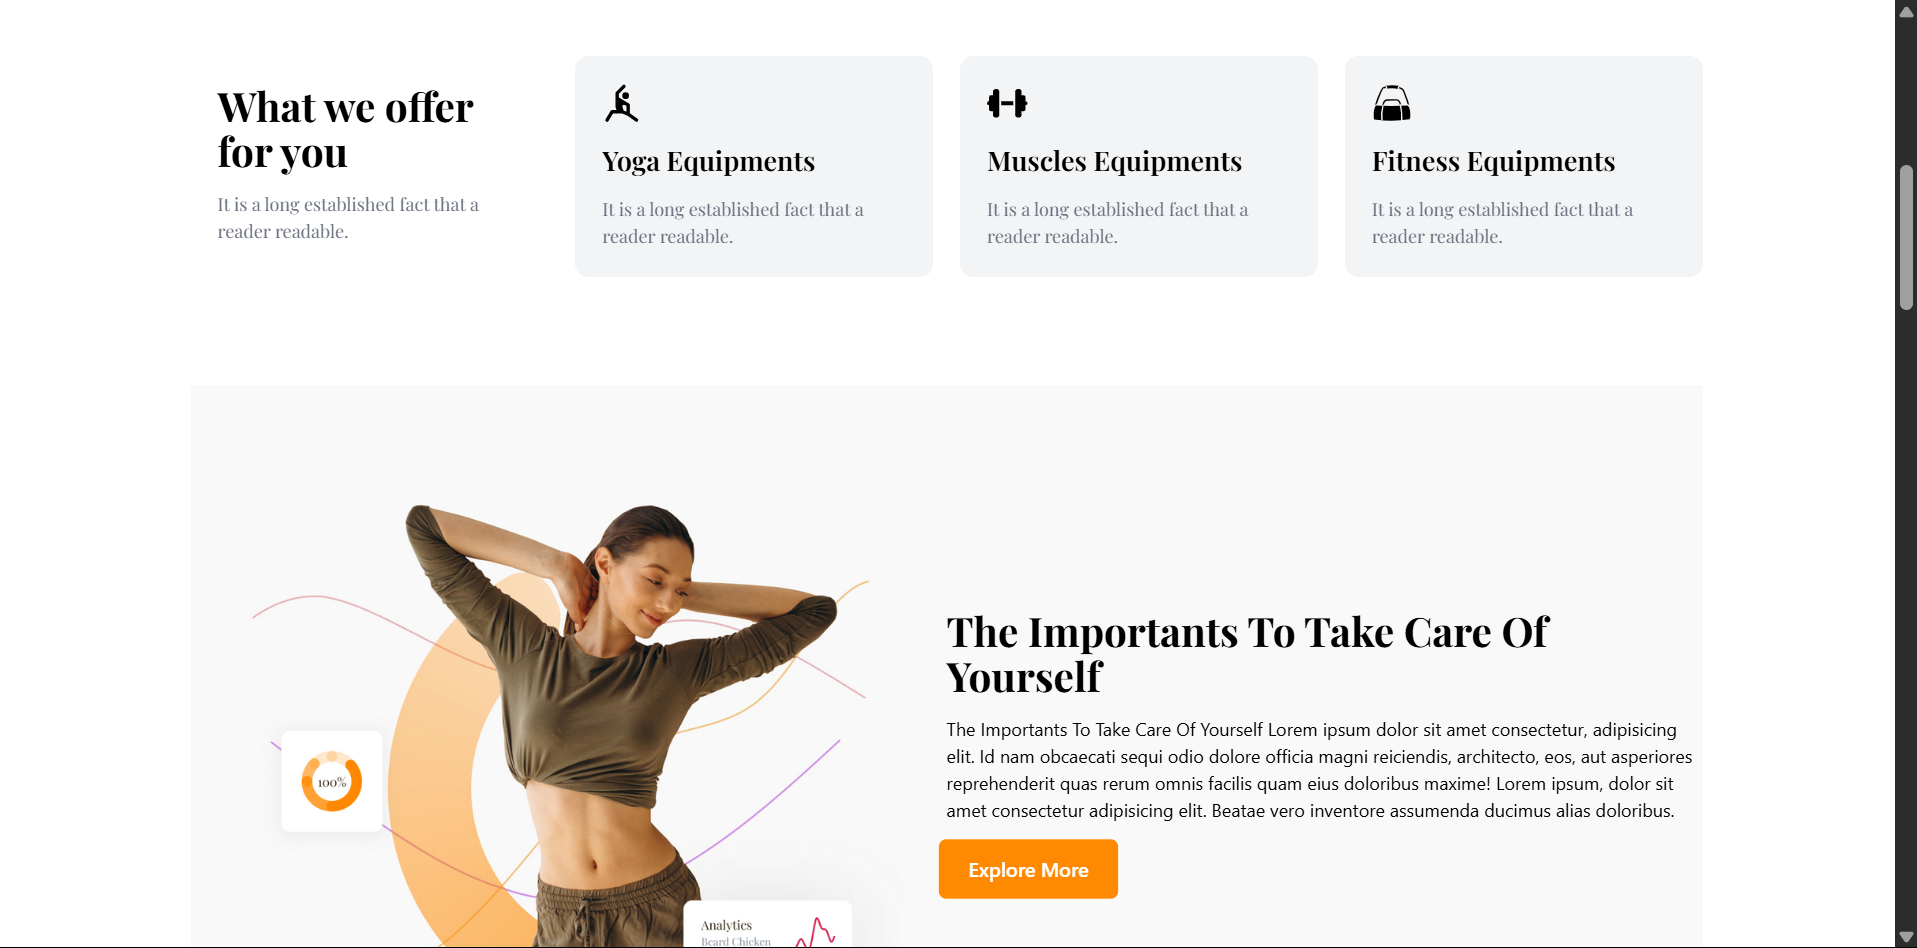 What we offer
for you
It is a long established fact that a
reader readable.
Yoga Equipments
It is a long established fact that a
reader readable.
Muscles Equipments
It is a long established fact that a
reader readable.
Fitness Equipments
It is a long established fact that a
reader readable.
100%
Analytics
Beard Chicken
The Importants To Take Care Of
Yourself
The Importants To Take Care Of Yourself Lorem ipsum dolor sit amet consectetur, adipisicing
elit. Id nam obcaecati sequi odio dolore officia magni reiciendis, architecto, eos, aut asperiores
reprehenderit quas rerum omnis facilis quam eius doloribus maxime! Lorem ipsum, dolor sit
amet consectetur adipisicing elit. Beatae vero inventore assumenda ducimus alias doloribus.
Explore More